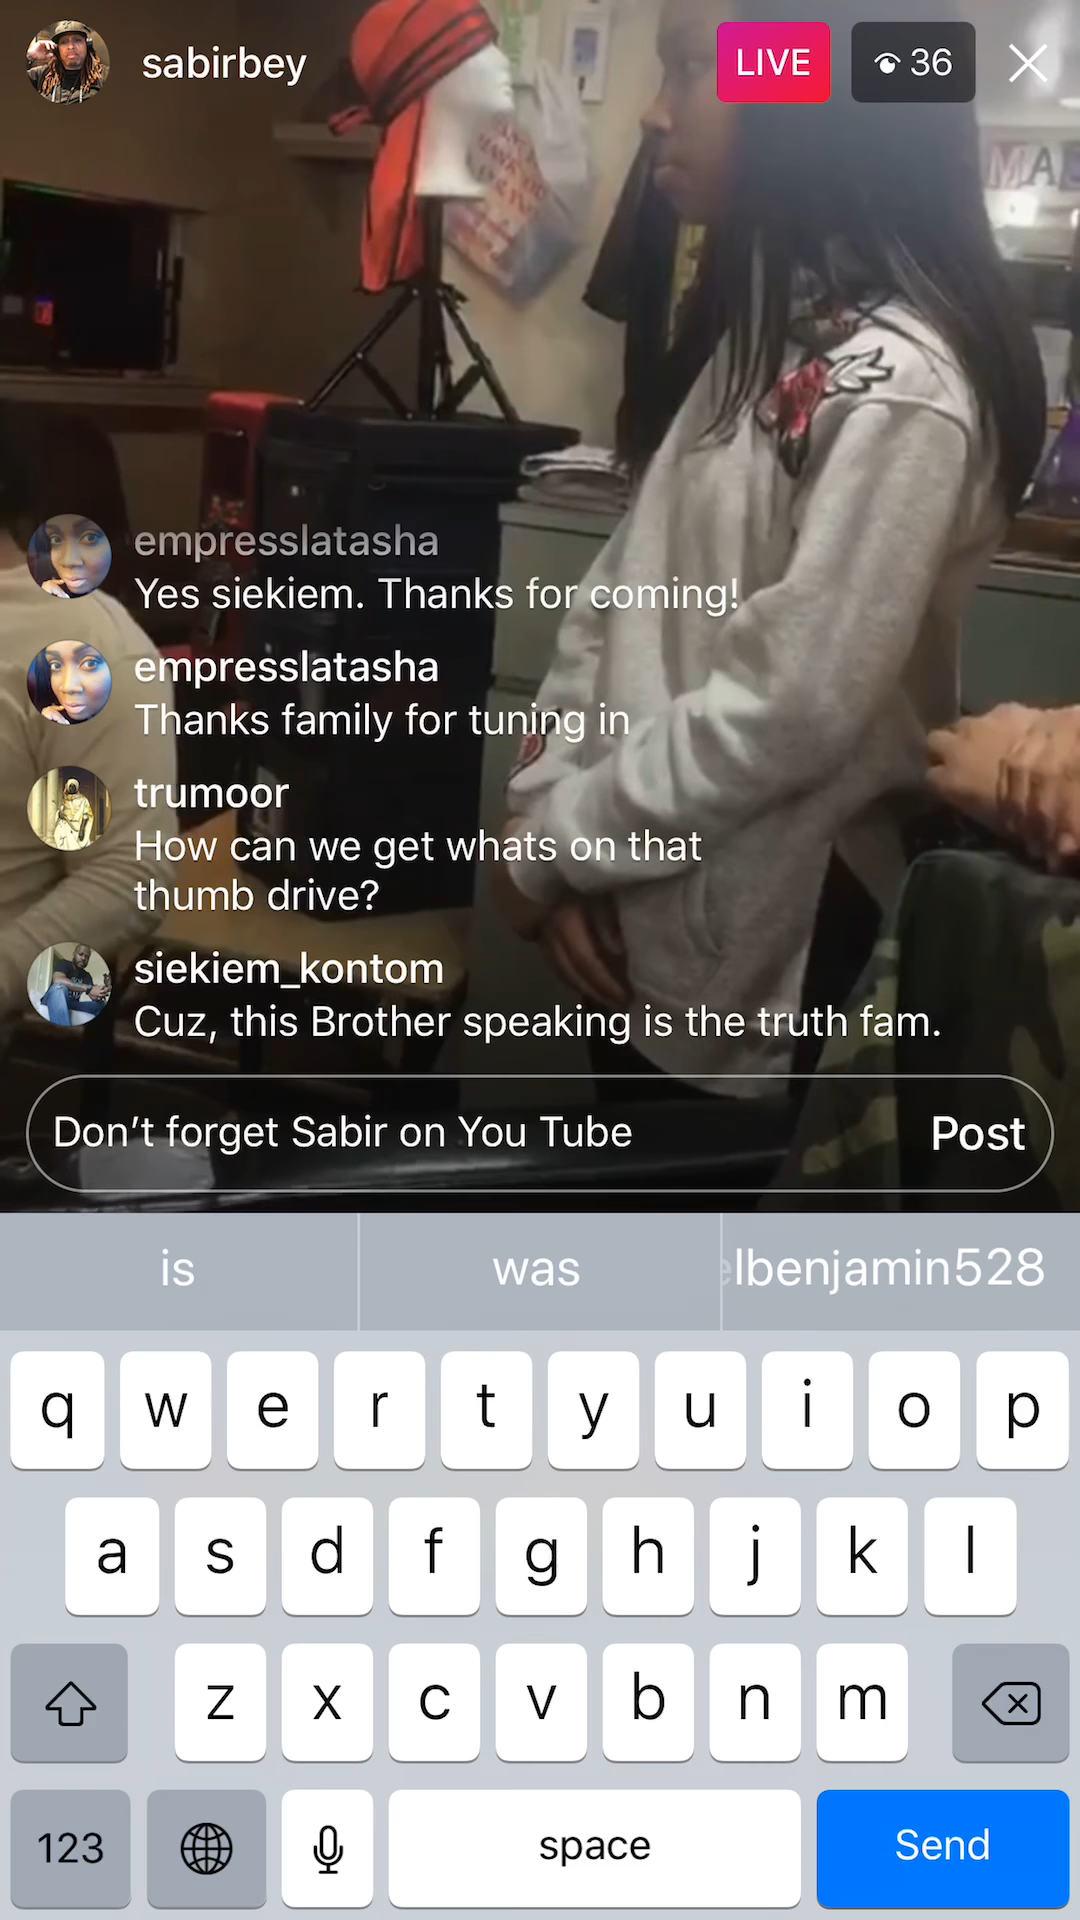 sabirbey
LIVE
36
MA
empresslatasha
Yes siekiem. Thanks for coming!
empresslatasha
Thanks family for tuning in
trumoor
How can we get whats on that
thumb drive?
siekiem_kontom
Cuz, this Brother speaking is the truth fam.
Don't forget Sabir on You Tube
Post
is
was
elbenjamin528
q w e r t y u i o p
a s d f g h j k l
z x c v b n m
123
space
Send